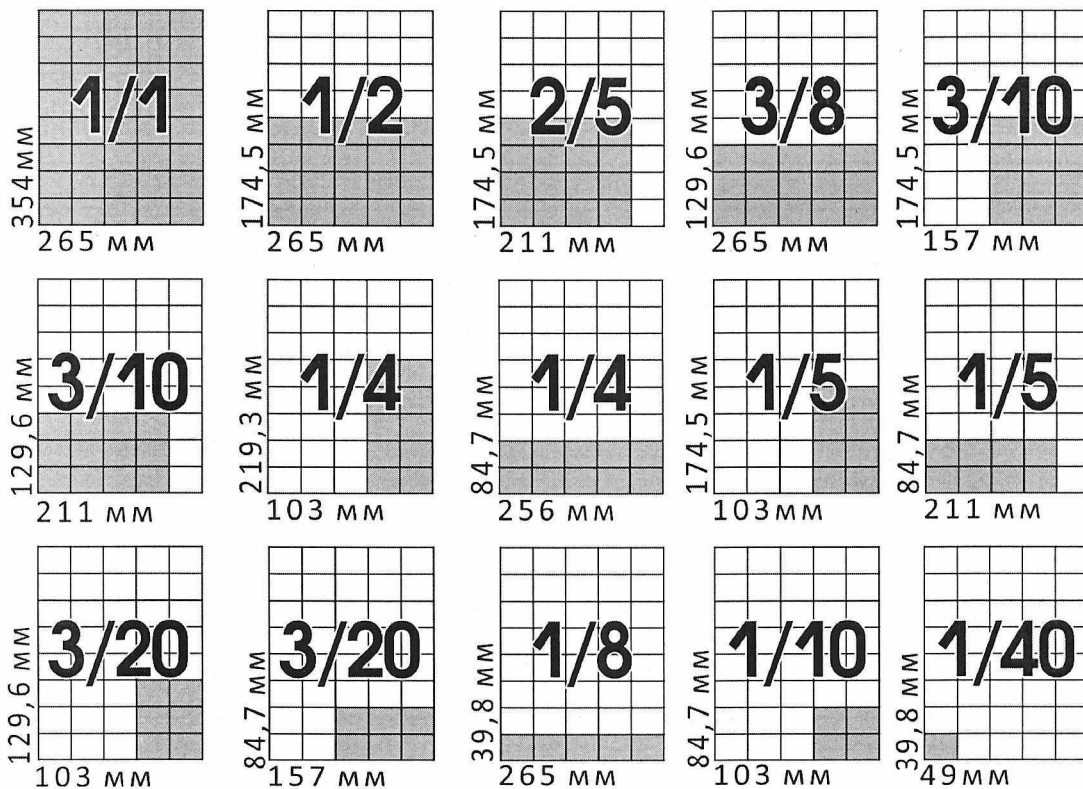 1/1
354 мм
265 мм
1/2
174,5 мм
265 мм
2/5
174,5 мм
211 мм
3/8
129,6 мм
265 мм
3/10
174,5 мм
157 мм
3/10
129,6 мм
211 мм
1/4
219,3 мм
103 мм
1/4
84,7 мм
256 мм
1/5
174,5 мм
103 мм
1/5
84,7 мм
211 мм
3/20
129,6 мм
103 мм
3/20
84,7 мм
157 мм
1/8
39,8 мм
265 мм
1/10
84,7 мм
103 мм
1/40
39,8 мм
49мм